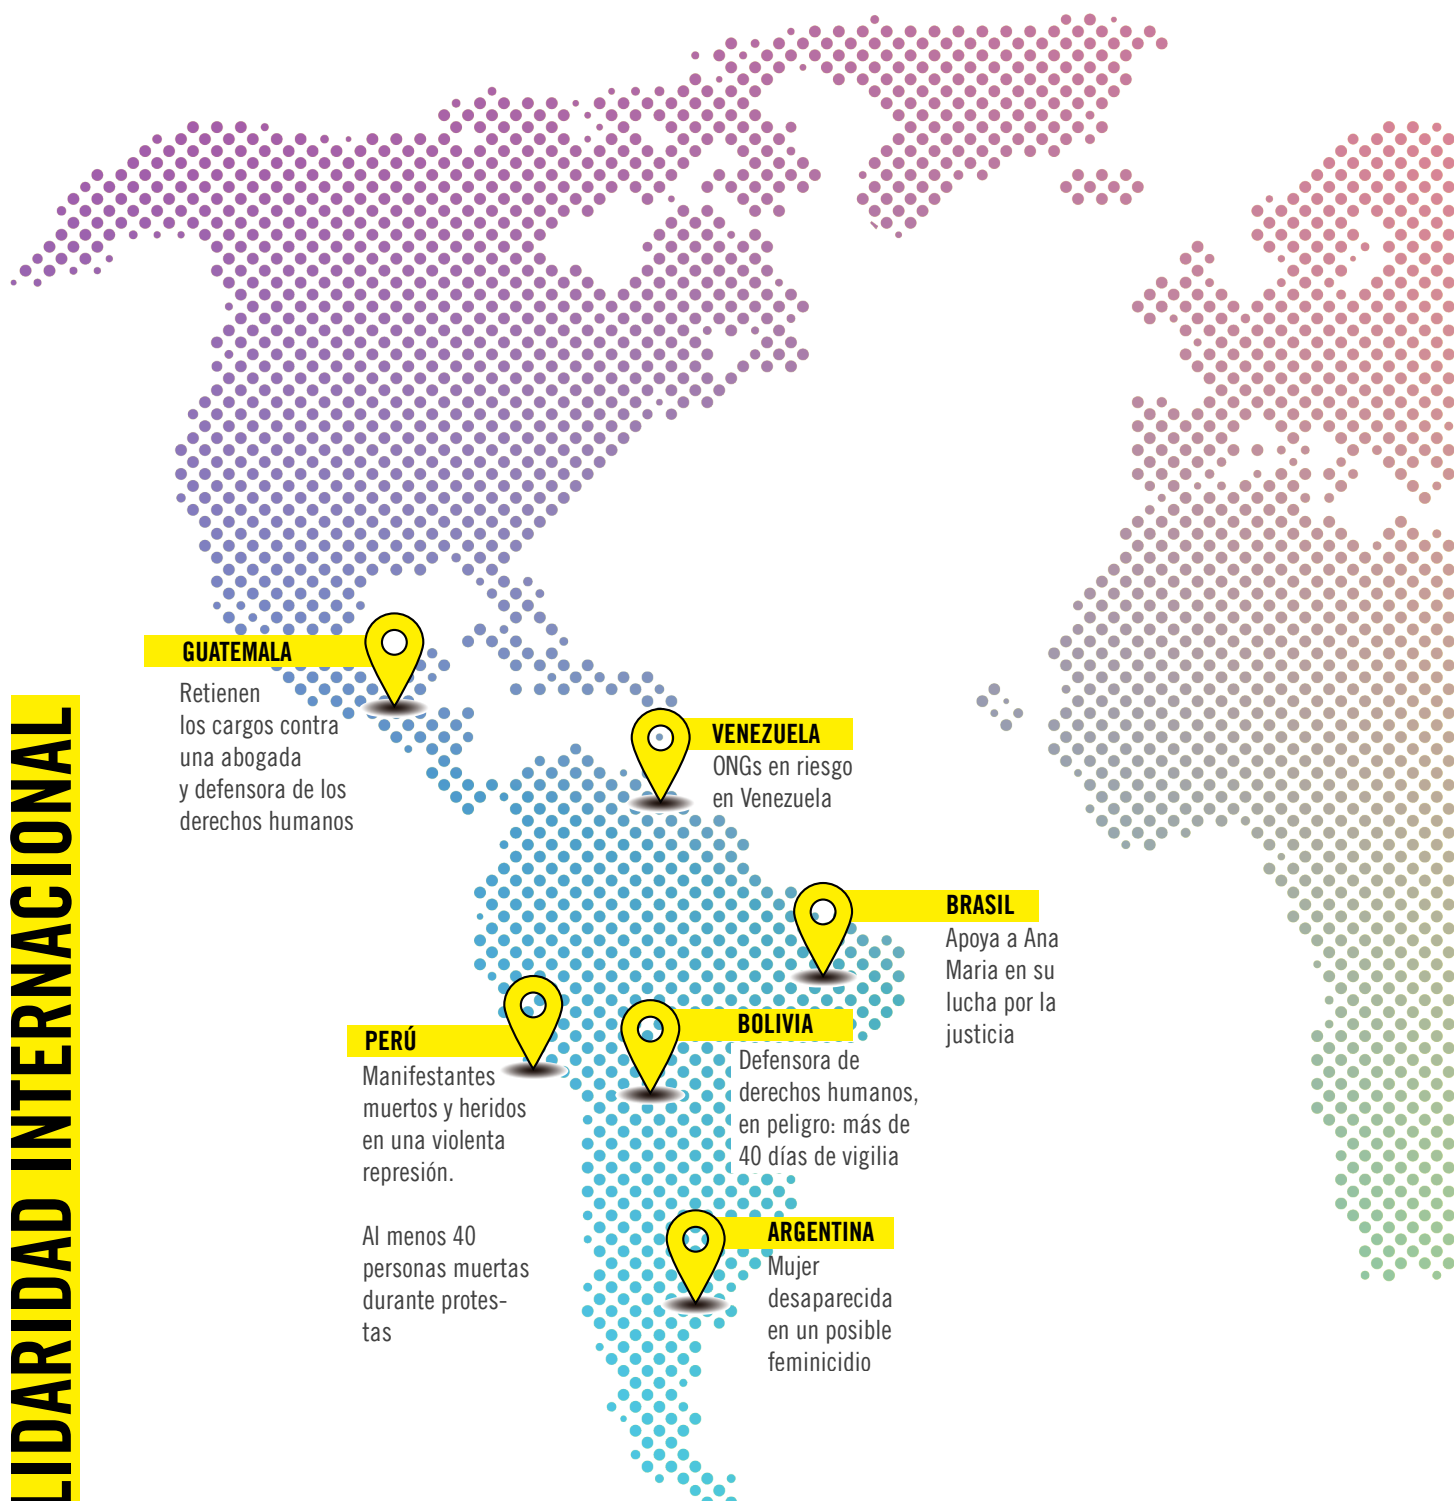 LIDARIDAD INTERNACIONAL
GUATEMALA
Retienen
los cargos contra
una abogada
y defensora de los
derechos humanos
VENEZUELA
ONGs en riesgo
en Venezuela
BRASIL
Apoya a Ana
Maria en su
lucha por la
justicia
PERÚ
Manifestantes
muertos y heridos
en una violenta
represión.
Al menos 40
personas muertas
durante protes-
tas
BOLIVIA
Defensora de
derechos humanos,
en peligro: más de
40 días de vigilia
ARGENTINA
Mujer
desaparecida
en un posible
feminicidio